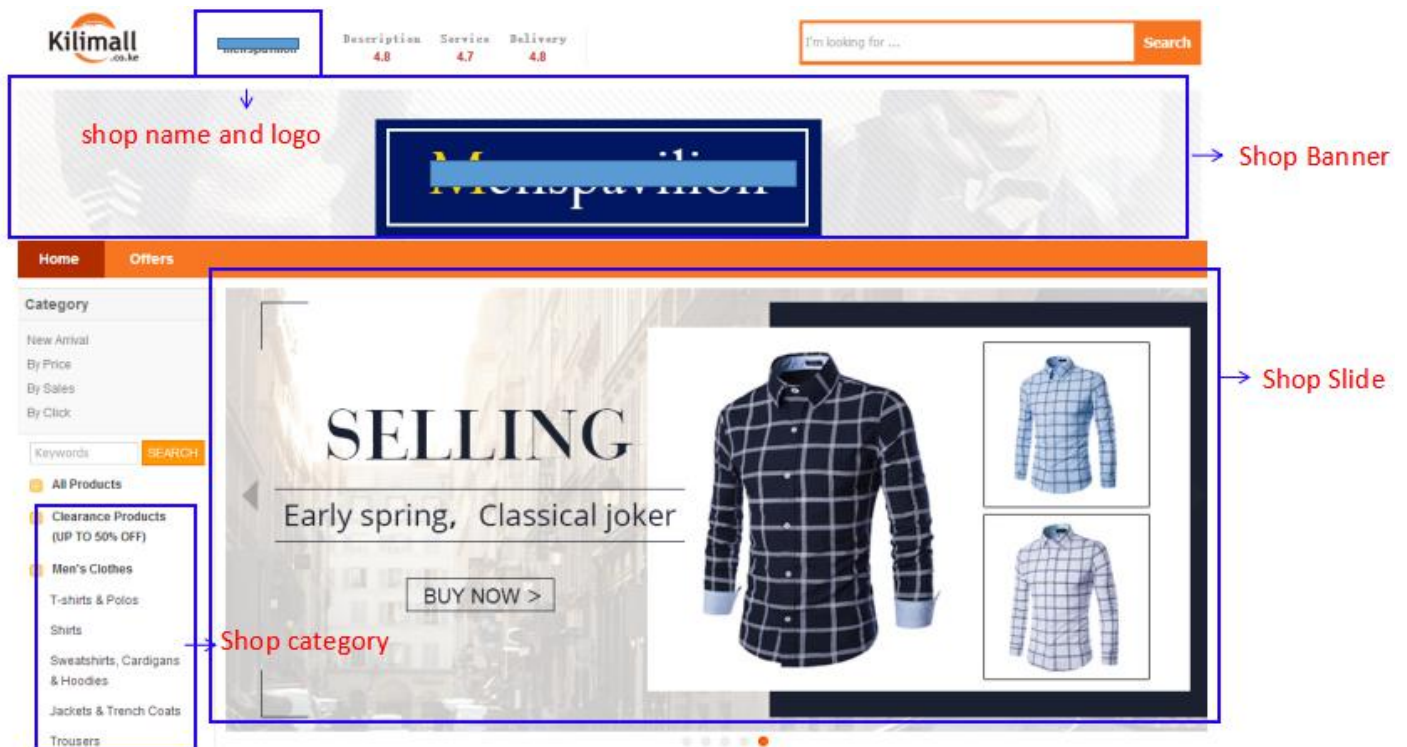 Kilimall
.co.ke
Description Service Delivery
4.8 4.7 4.8
I'm looking for ...
Search
shop name and logo
Shop Banner
Home Offers
Category
New Arrival
By Price
By Sales
By Click
Keywords SEARCH
All Products
Clearance Products
(UP TO 50% OFF)
Men's Clothes
T-shirts & Polos
Shirts
Sweatshirts, Cardigans
& Hoodies
Jackets & Trench Coats
Trousers
Shop category
SELLING
Early spring, Classical joker
BUY NOW >
Shop Slide